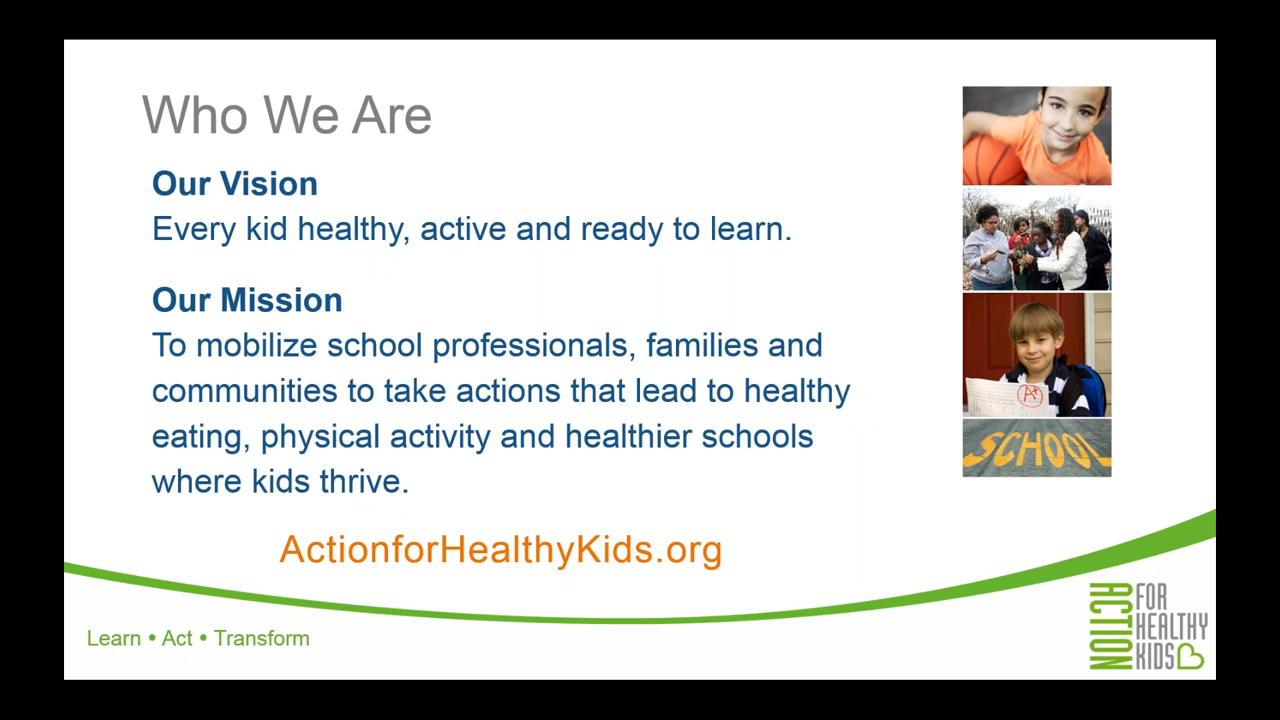 Who We Are
Our Vision
Every kid healthy, active and ready to learn.
Our Mission
To mobilize school professionals, families and
communities to take actions that lead to healthy
eating, physical activity and healthier schools
where kids thrive.
ActionforHealthyKids.org
A+
SCHOOL
Learn • Act • Transform
ACTION
FOR
HEALTHY
KIDS